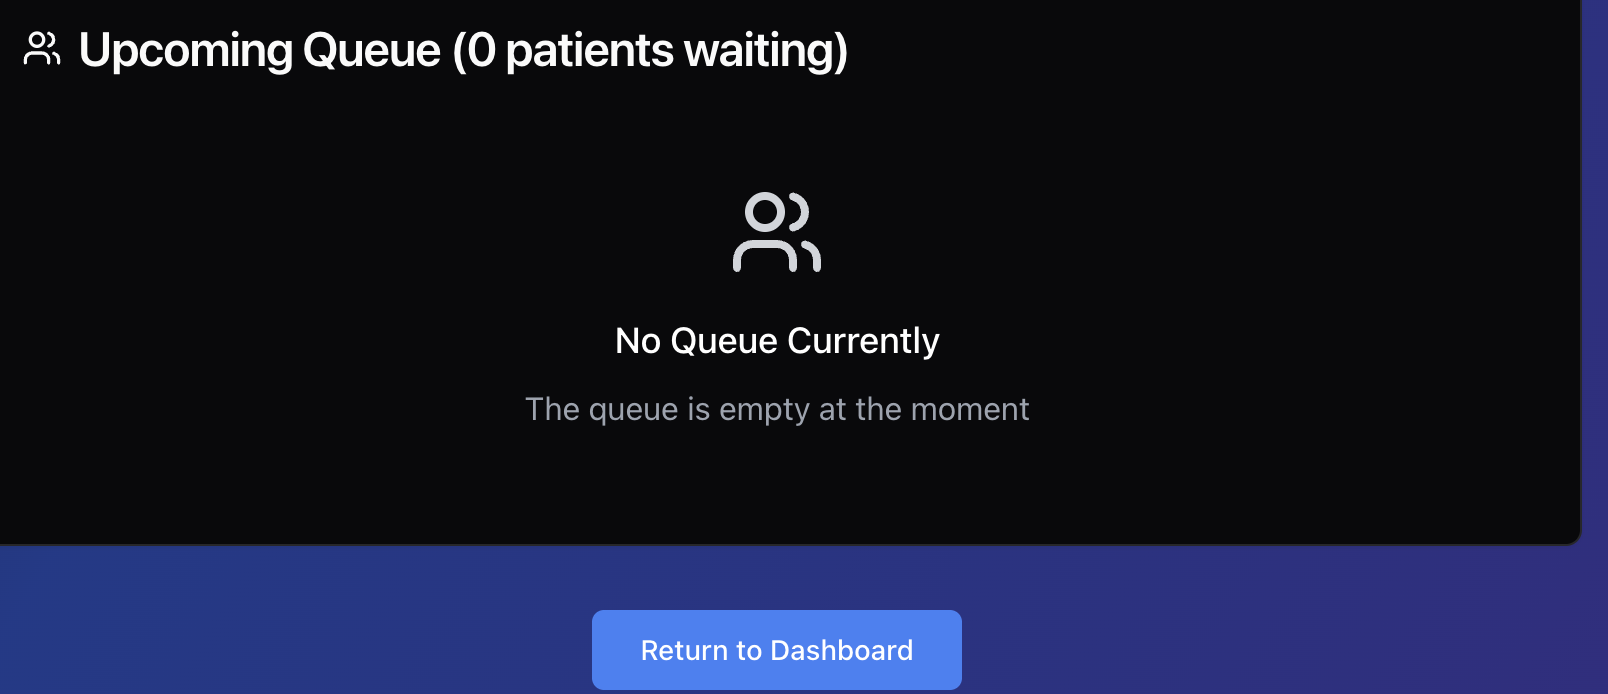 Upcoming Queue (0 patients waiting)
No Queue Currently
The queue is empty at the moment
Return to Dashboard